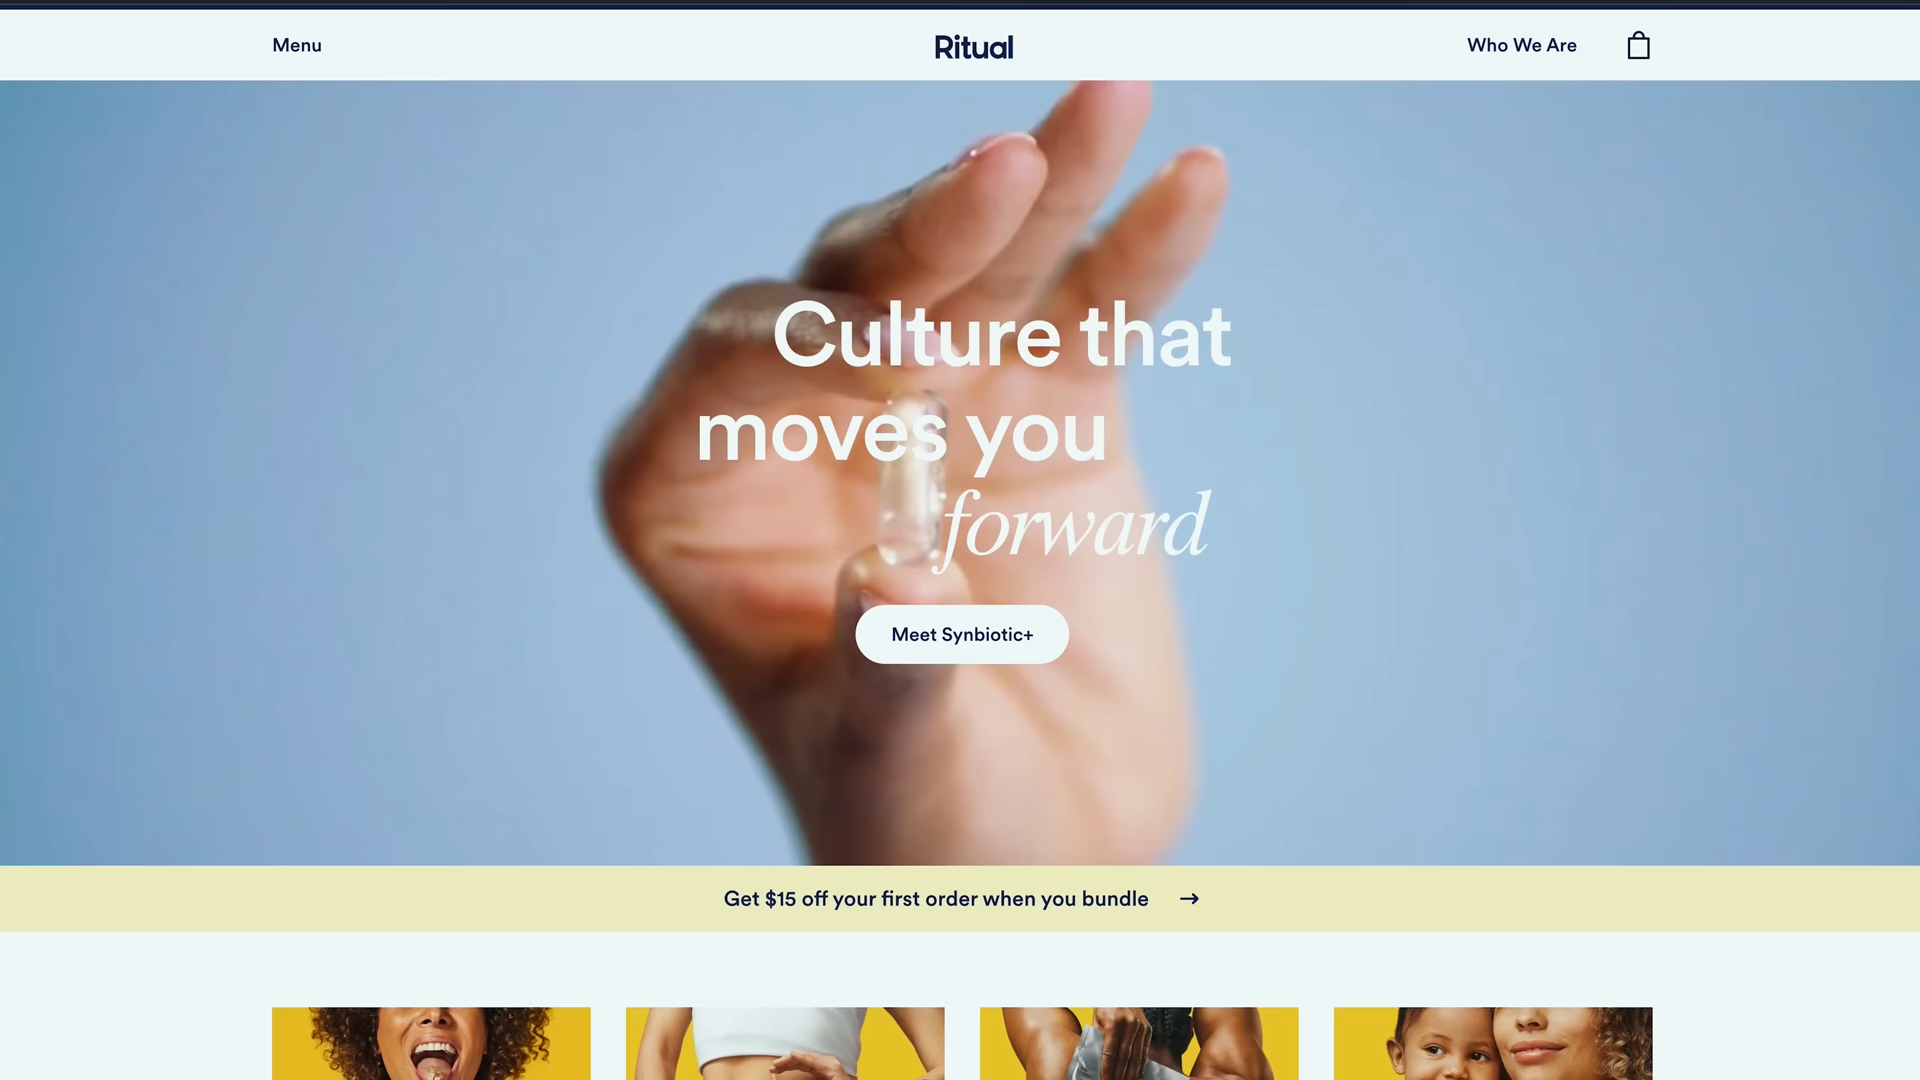 Menu
Ritual
Who We Are
Culture that
moves you
forward
Meet Synbiotic+
Get $15 off your first order when you bundle →